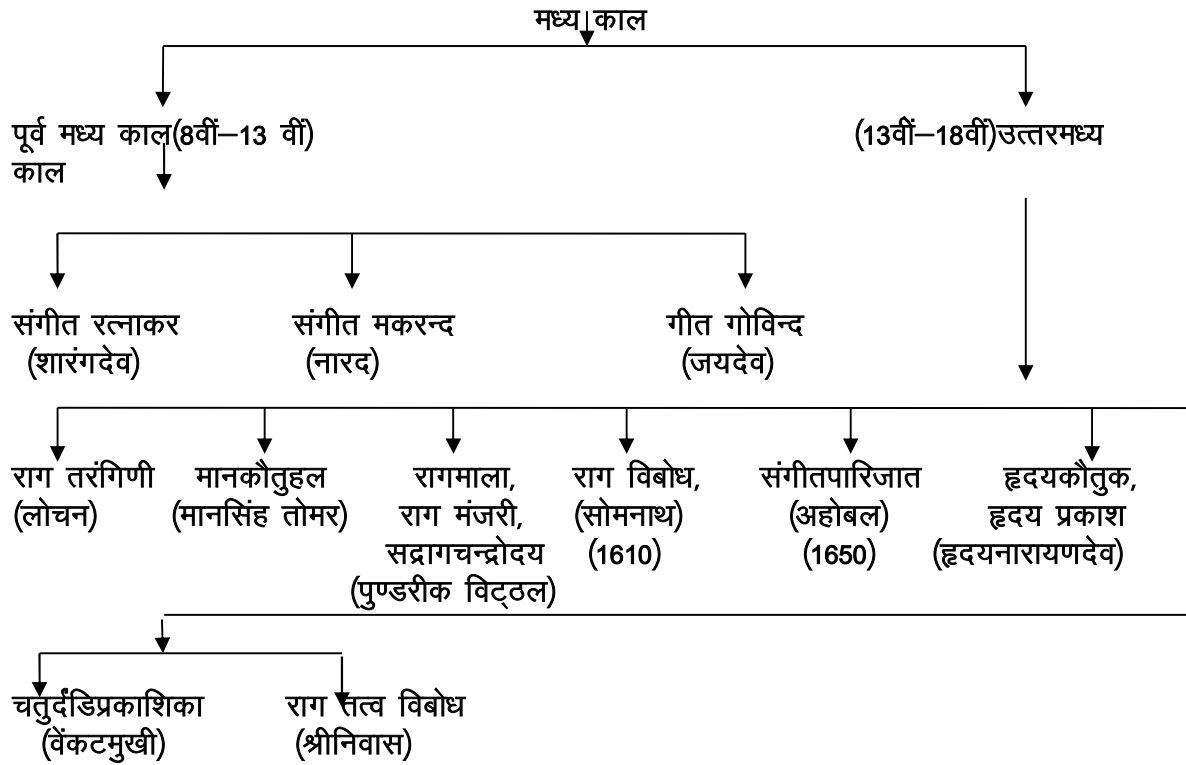 मध्य काल
पूर्व मध्य काल(8वीं–13 वीं)
(13वीं–18वीं)उत्तरमध्य
काल
संगीत रत्नाकर
(शारंगदेव)
संगीत मकरन्द
(नारद)
गीत गोविन्द
(जयदेव)
राग तरंगिणी
(लोचन)
मानकौतुहल
(मानसिंह तोमर)
रागमाला,
राग मंजरी,
सद्रागचन्द्रोदय
(पुण्डरीक विट्ठल)
राग विबोध,
(सोमनाथ)
(1610)
संगीतपारिजात
(अहोबल)
(1650)
हृदयकौतुक,
हृदय प्रकाश
(हृदयनारायणदेव)
चतुर्दंडिप्रकाशिका
(वेंकटमुखी)
राग तत्व विबोध
(श्रीनिवास)